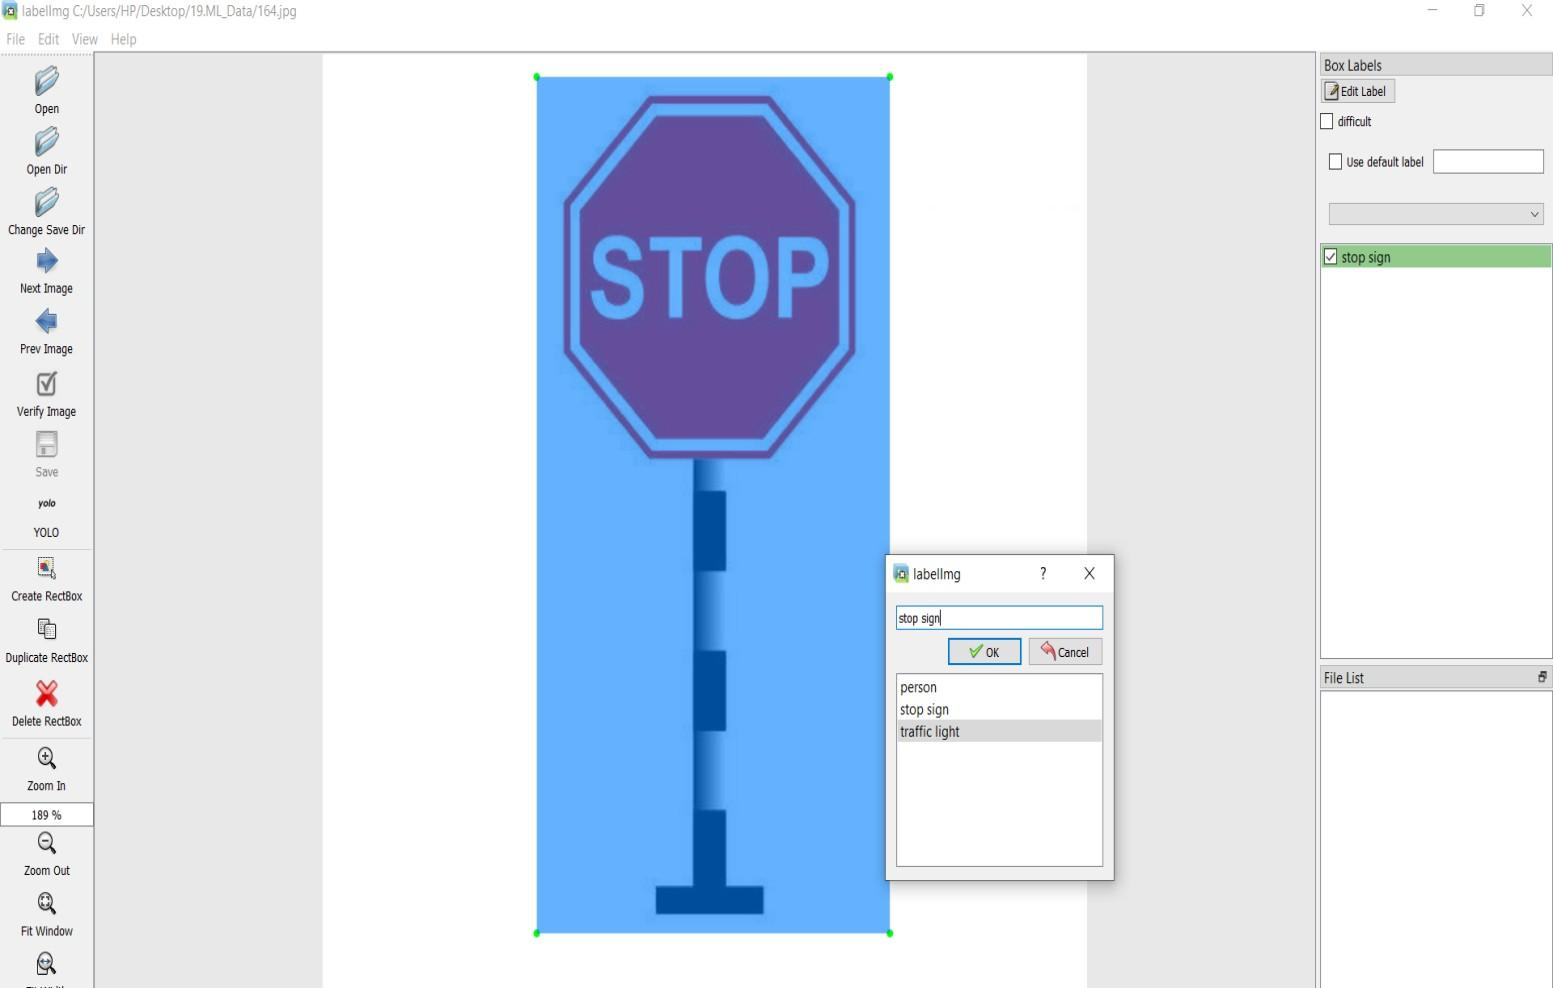 labelImg C:/Users/HP/Desktop/19.ML_Data/164.jpg
File Edit View Help
Open
Open Dir
Change Save Dir
Next Image
Prev Image
Verify Image
Save
yolo
YOLO
Create RectBox
Duplicate RectBox
Delete RectBox
Zoom In
189 %
Zoom Out
Fit Window
STOP
labelImg ? X
stop sign
OK Cancel
person
stop sign
traffic light
Box Labels
Edit Label
difficult
Use default label
stop sign
File List